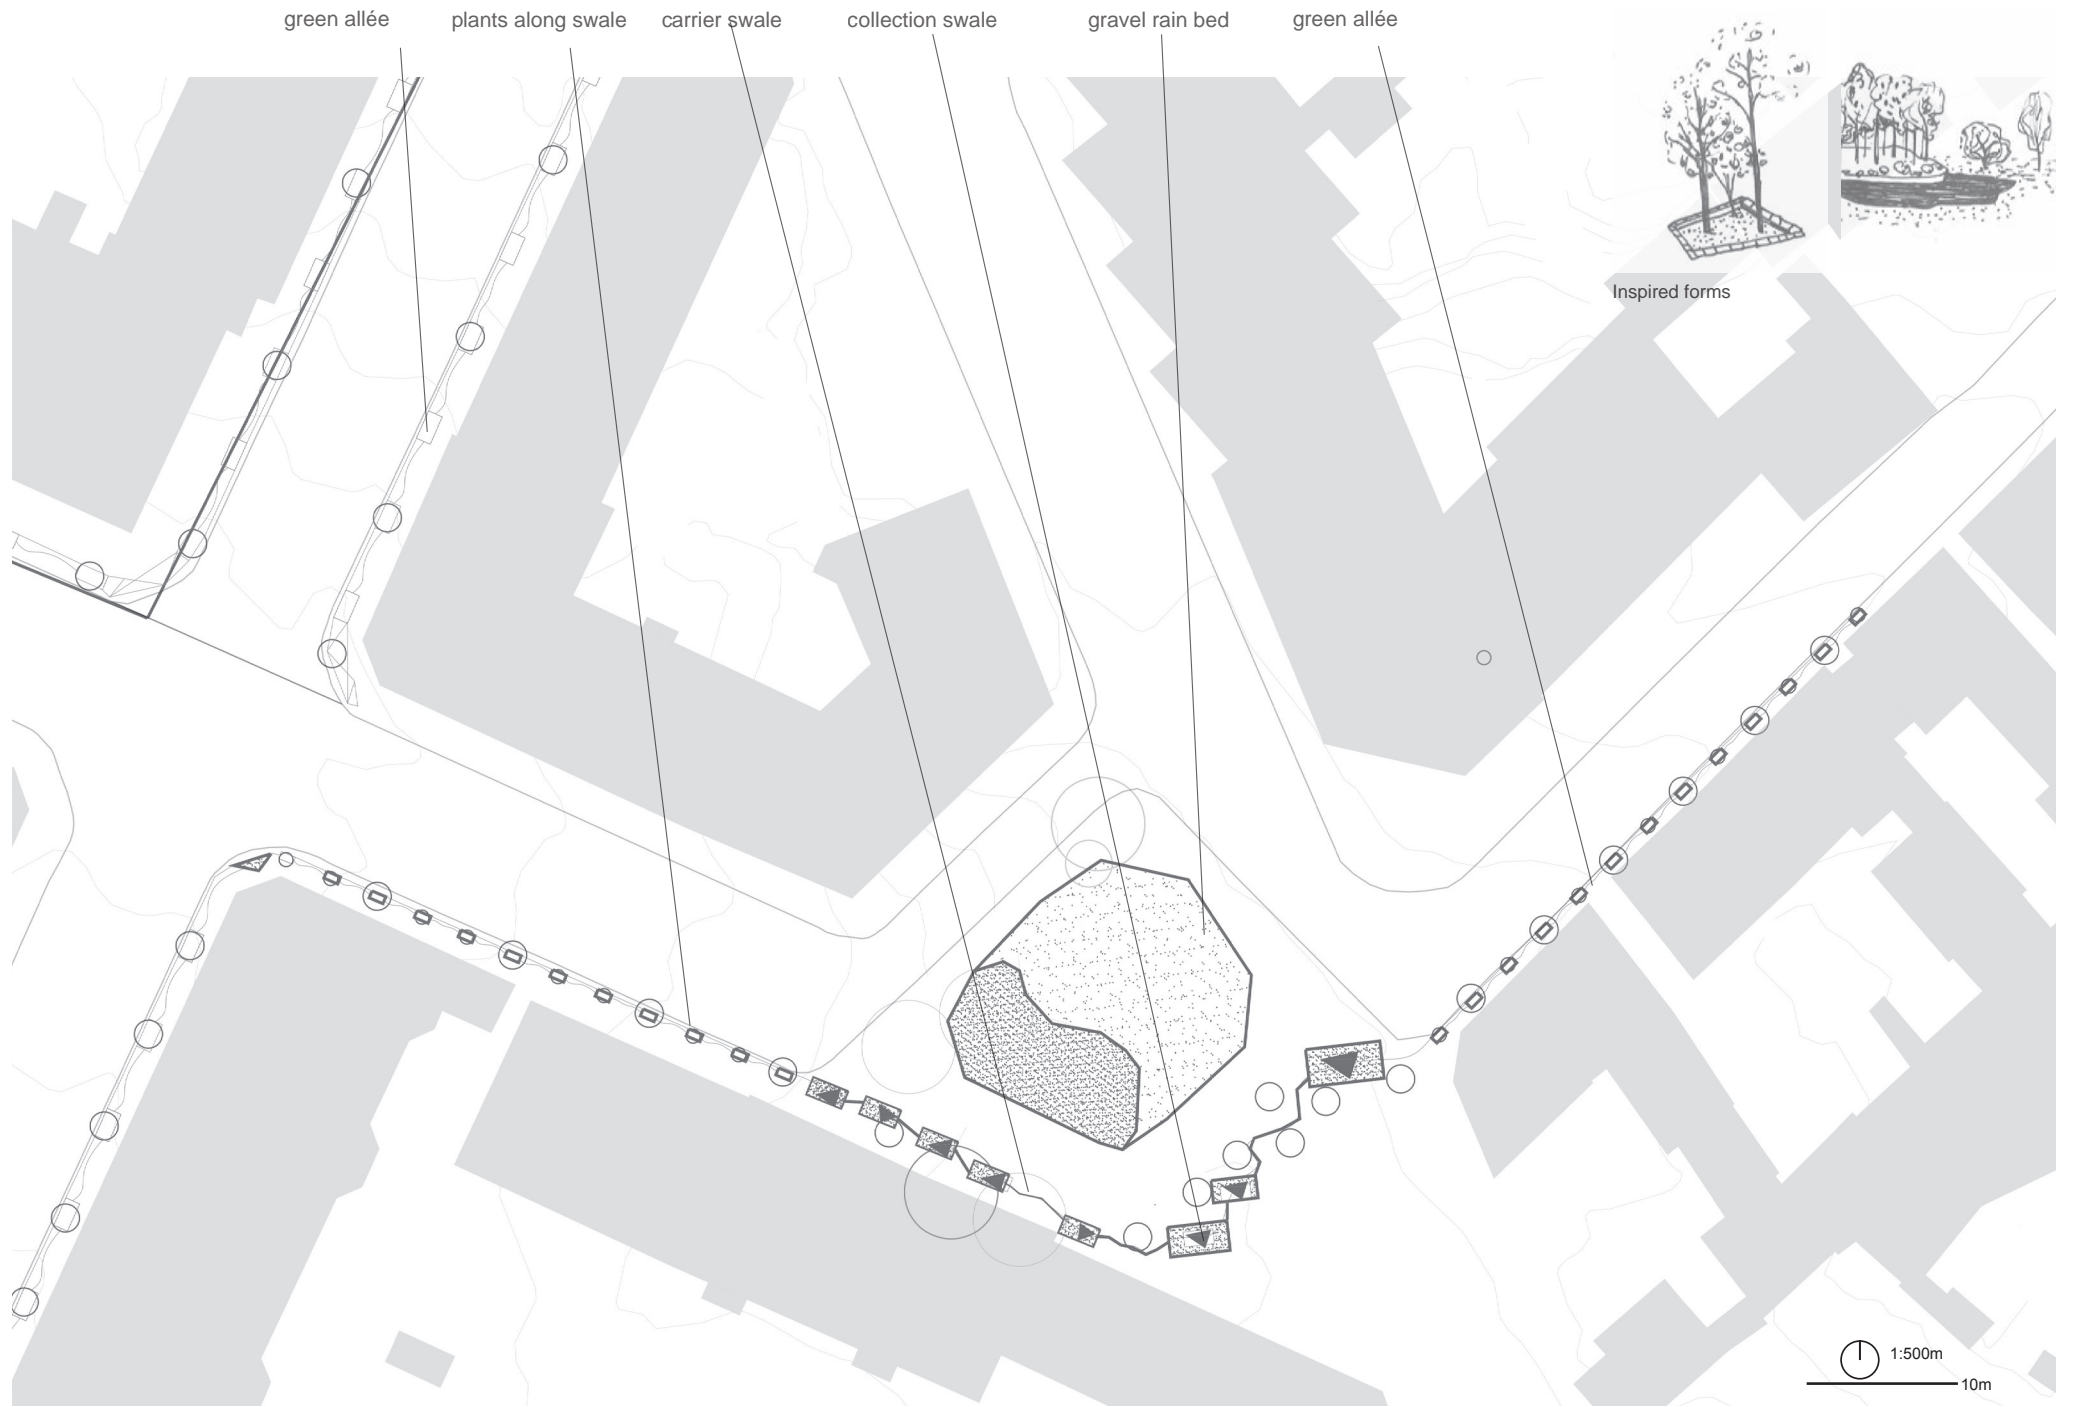 green allée
plants along swale
carrier swale
collection swale
gravel rain bed
green allée
Inspired forms
1:500m
10m